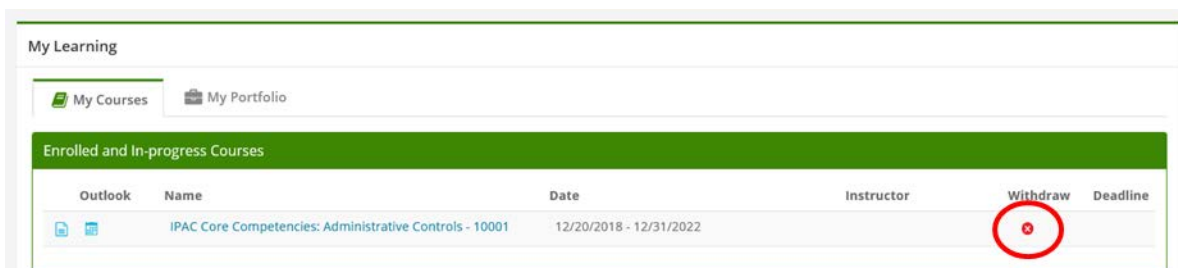 My Learning
My Courses My Portfolio
Enrolled and In-progress Courses
Outlook Name Date Instructor Withdraw Deadline
IPAC Core Competencies: Administrative Controls - 10001 12/20/2018 - 12/31/2022